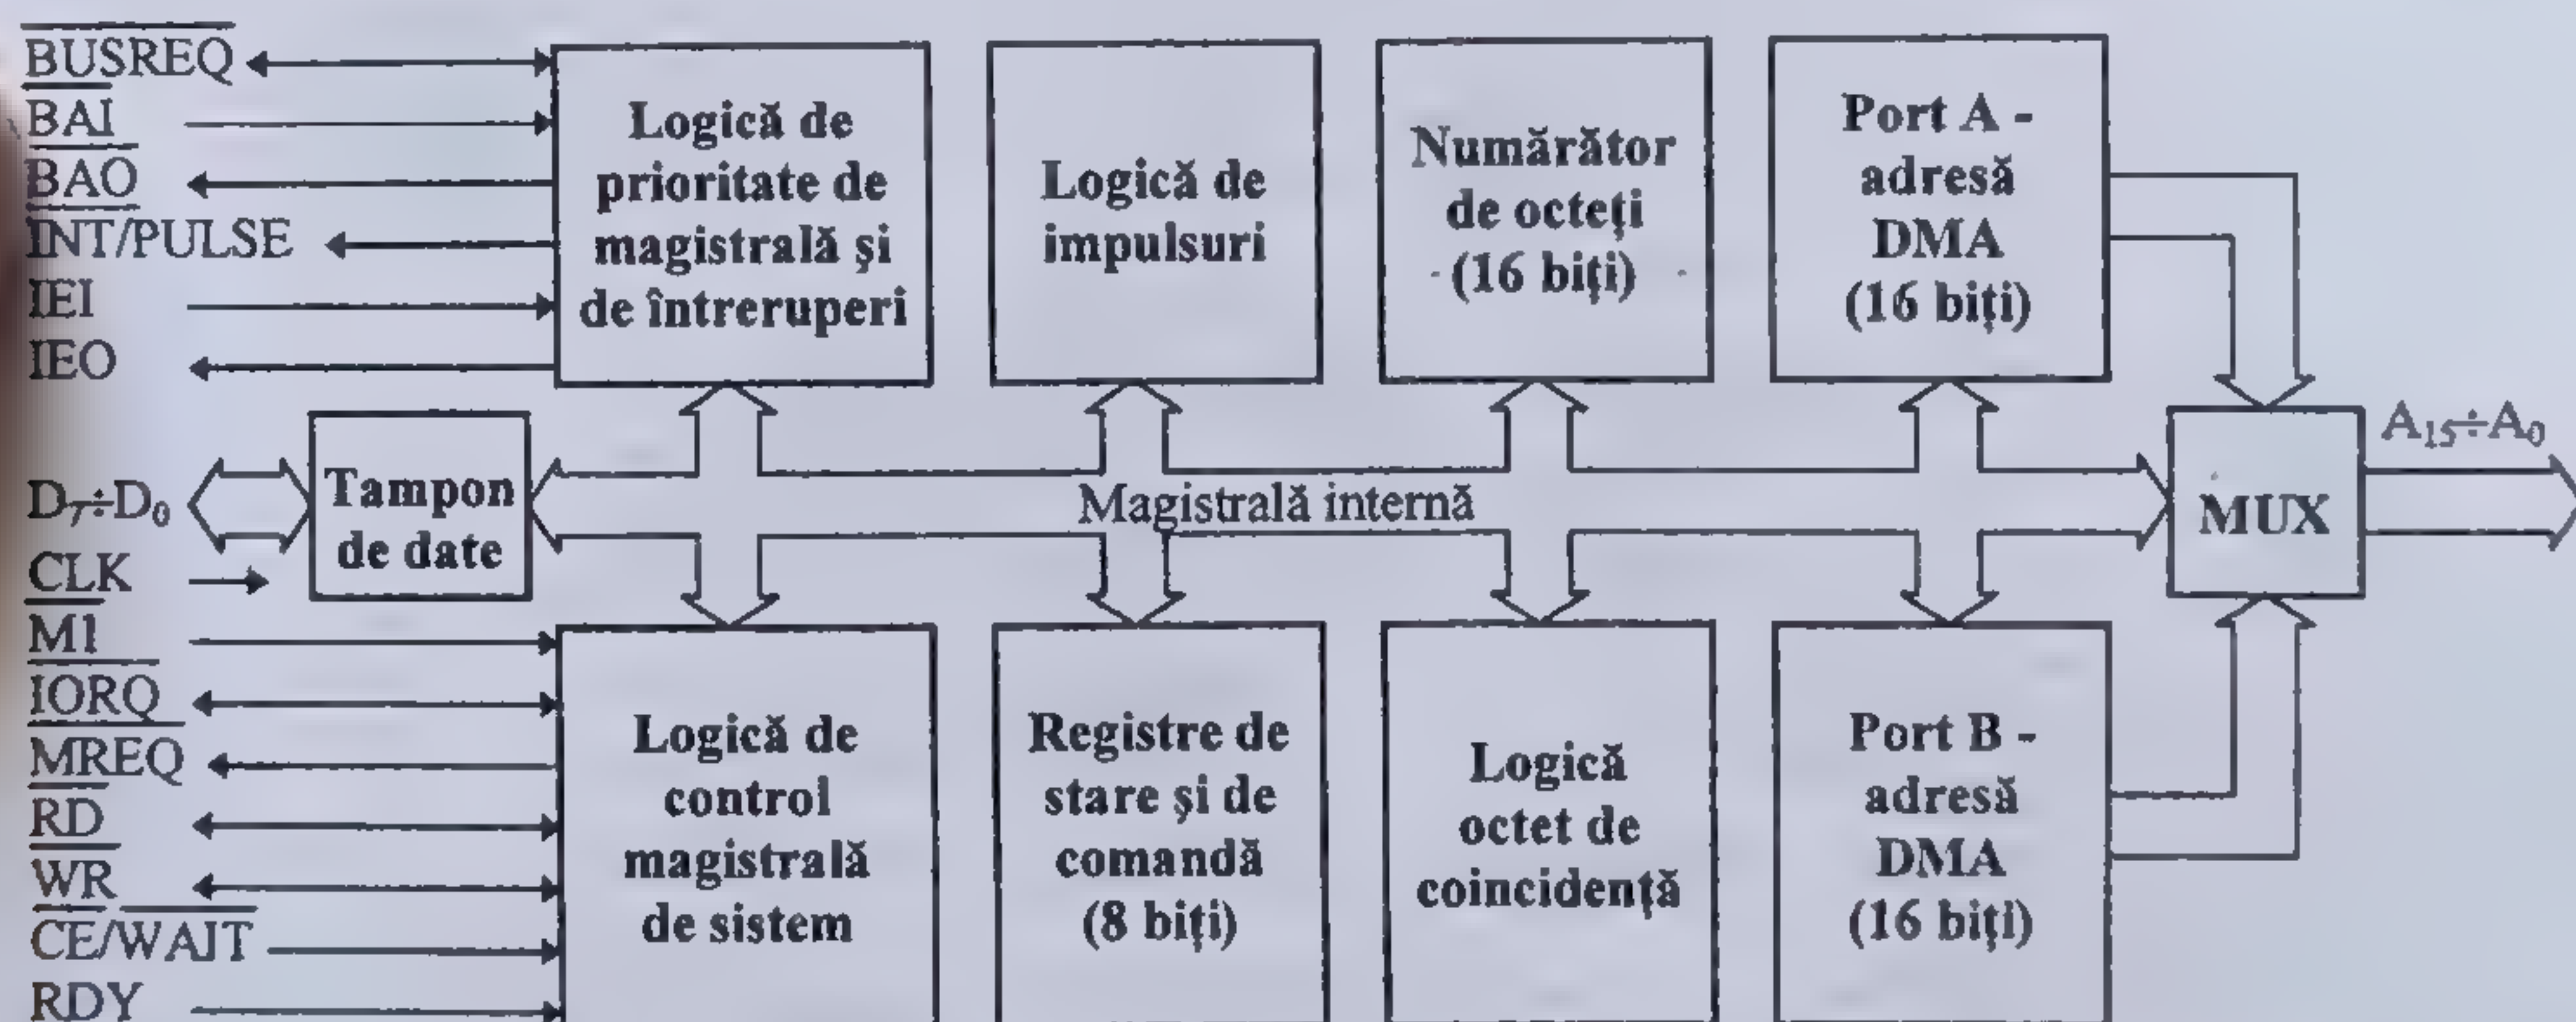 BUSREQ
BAI
BAO
INT/PULSE
IEI
IEO
D7÷D0
CLK
M1
IORQ
MREQ
RD
WR
CE/WAIT
RDY
Logică de
prioritate de
magistrală şi
de întreruperi
Logică de
impulsuri
Numărător
de octeţi
(16 biţi)
Port A -
adresă
DMA
(16 biţi)
Tampon
de date
Magistrală internă
MUX
A15÷A0
Logică de
control
magistrală
de sistem
Registre de
stare şi de
comandă
(8 biţi)
Logică
octet de
coincidenţă
Port B -
adresă
DMA
(16 biţi)